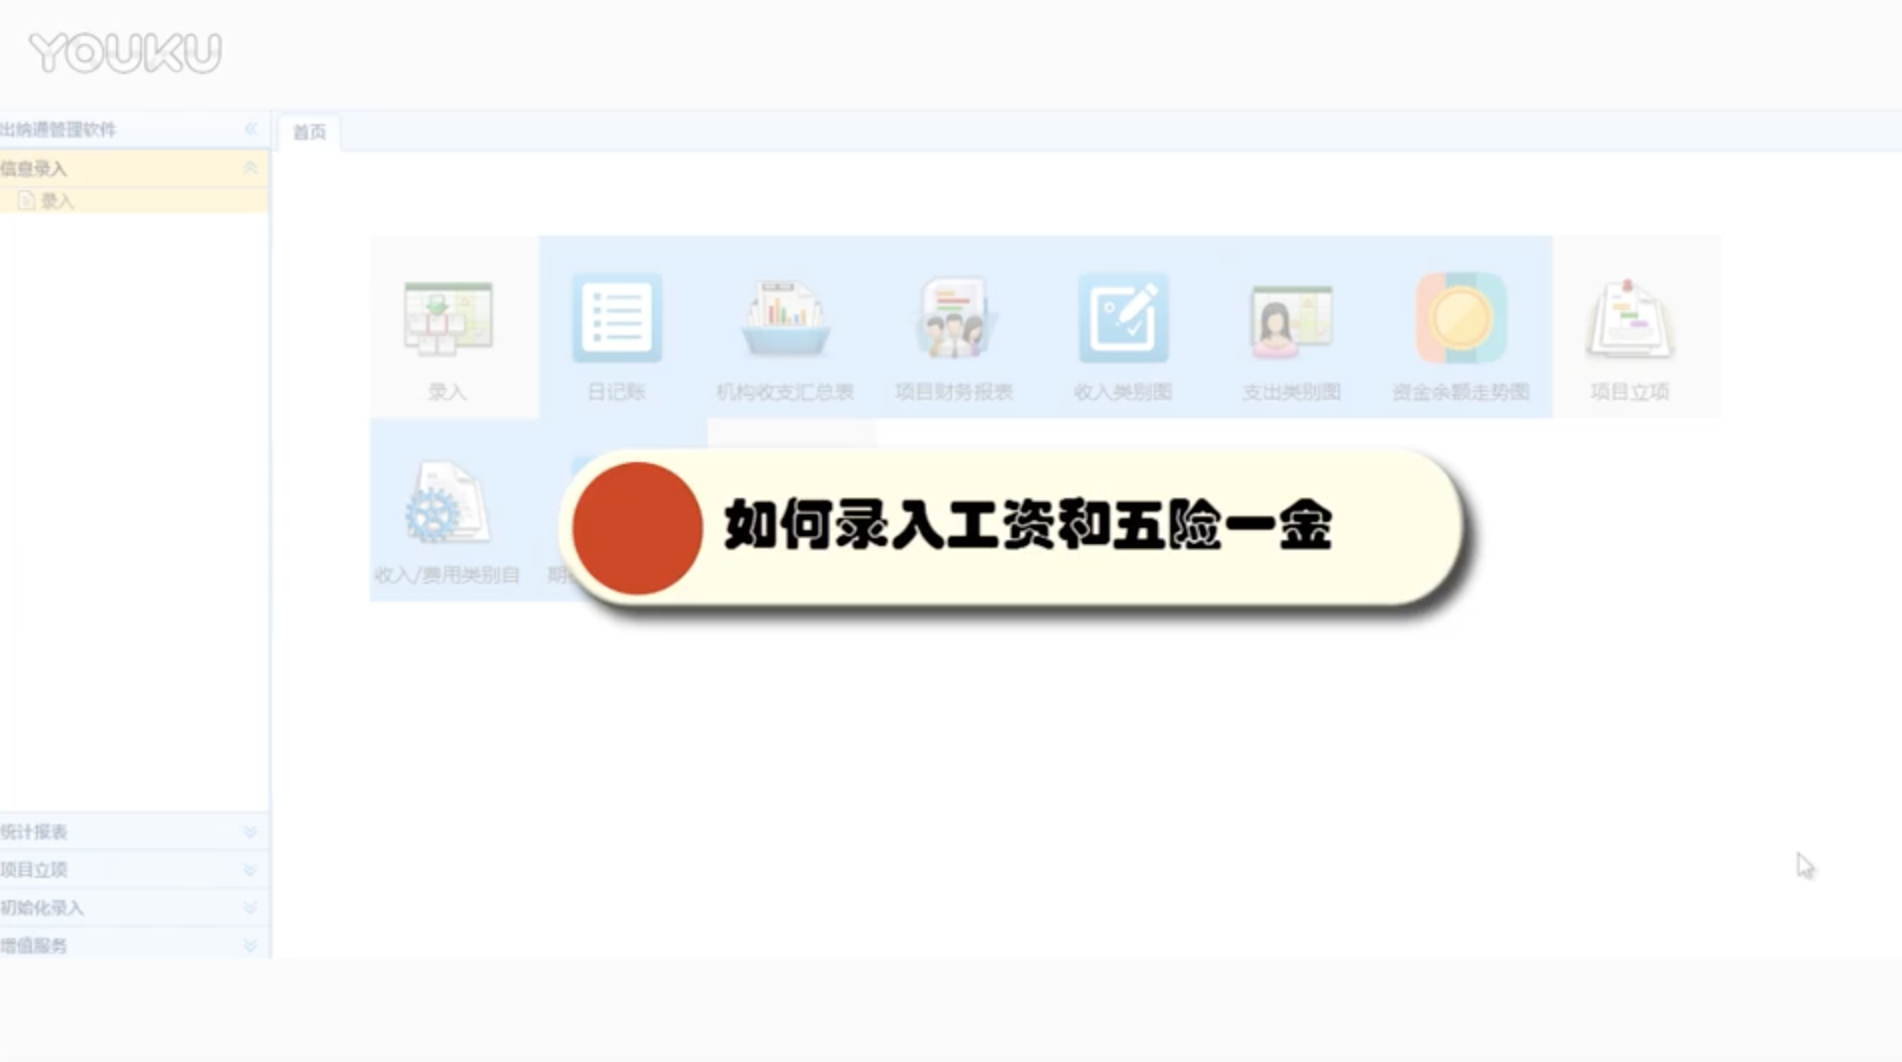 YOUKU
出纳通管理软件
首页
信息录入
录入
录入
日记账
机构收支汇总表
项目财务报表
收入类别图
支出类别图
资金余额走势图
项目立项
收入/费用类别自
期
如何录入工资和五险一金
统计报表
项目立项
初始化录入
增值服务